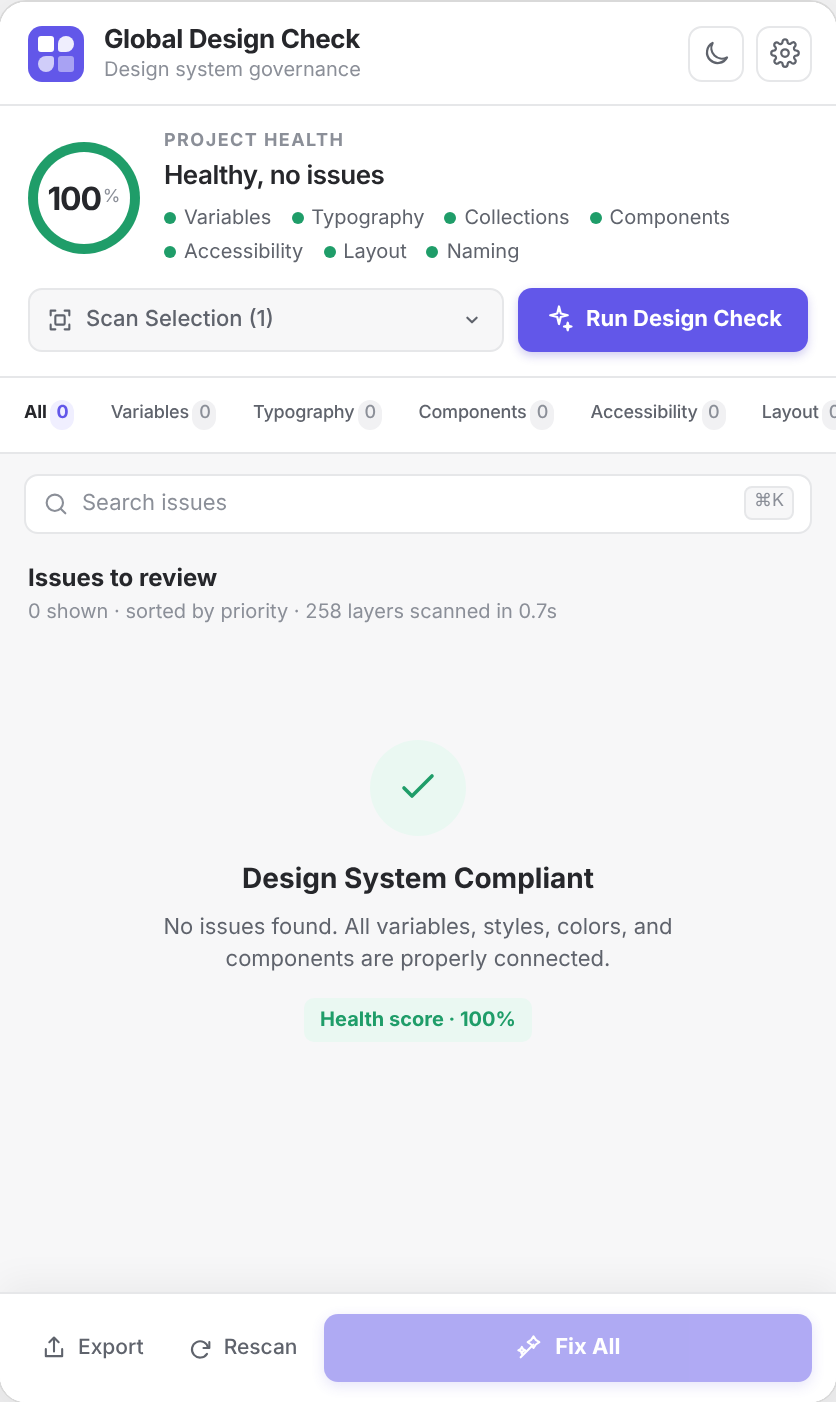 Global Design Check
Design system governance
PROJECT HEALTH
Healthy, no issues
100%
Variables Typography Collections Components
Accessibility Layout Naming
Scan Selection (1) Run Design Check
All 0 Variables 0 Typography 0 Components 0 Accessibility 0 Layout 0
Search issues ⌘K
Issues to review
0 shown · sorted by priority · 258 layers scanned in 0.7s
Design System Compliant
No issues found. All variables, styles, colors, and
components are properly connected.
Health score · 100%
Export Rescan Fix All